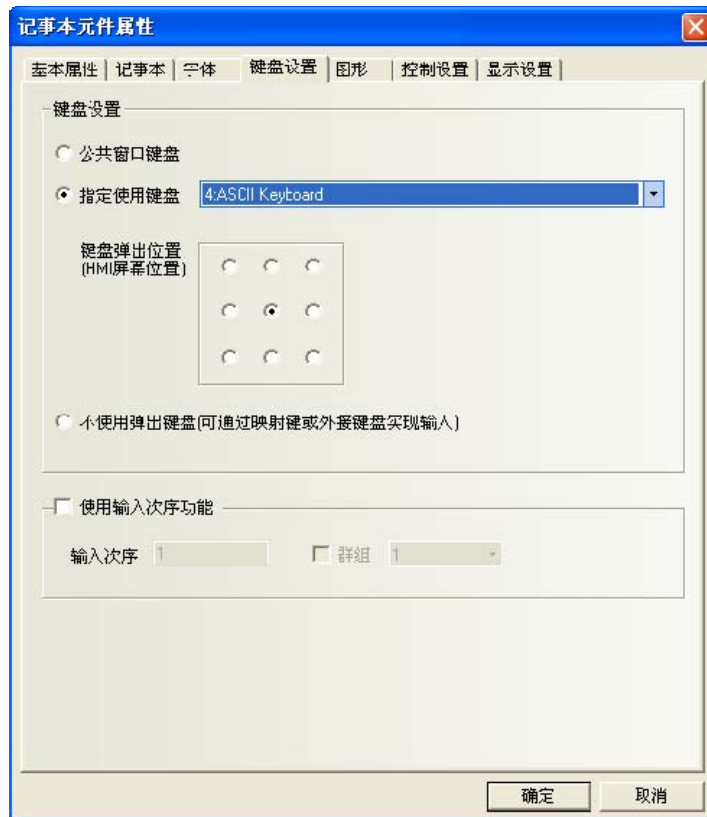 记事本元件属性
基本属性 记事本 字体 键盘设置 图形 控制设置 显示设置
键盘设置
公共窗口键盘
指定使用键盘 4:ASCII Keyboard
键盘弹出位置
(HMI屏幕位置)
不使用弹出键盘(可通过映射键或外接键盘实现输入)
使用输入次序功能
输入次序 1 群组 1
确定 取消